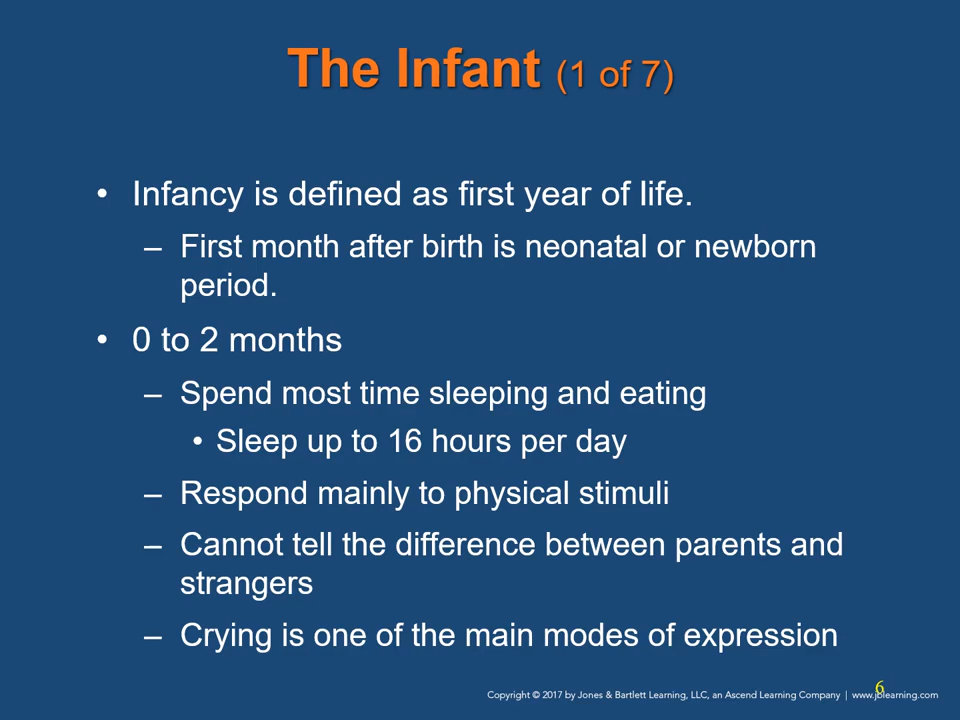 The Infant (1 of 7)
• Infancy is defined as first year of life.
– First month after birth is neonatal or newborn
period.
• 0 to 2 months
– Spend most time sleeping and eating
• Sleep up to 16 hours per day
– Respond mainly to physical stimuli
– Cannot tell the difference between parents and
strangers
– Crying is one of the main modes of expression
6
Copyright © 2017 by Jones & Bartlett Learning, LLC, an Ascend Learning Company | www.jblearning.com